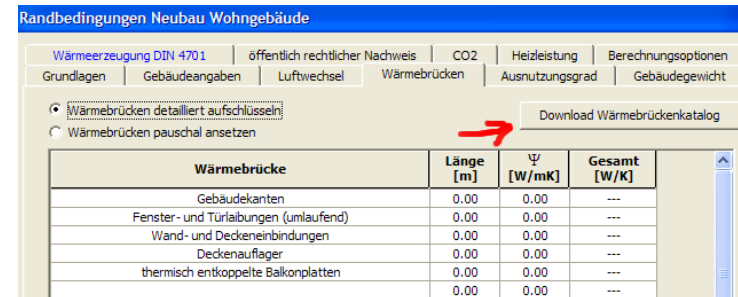 Randbedingungen Neubau Wohngebäude
Wärmeerzeugung DIN 4701 öffentlich rechtlicher Nachweis CO2 Heizleistung Berechnungsoptionen
Grundlagen Gebäudeangaben Luftwechsel Wärmebrücken Ausnutzungsgrad Gebäudegewicht
Wärmebrücken detailliert aufschlüsseln
Download Wärmebrückenkatalog
Wärmebrücken pauschal ansetzen
Wärmebrücke Länge [m] Ψ [W/mK] Gesamt [W/K]
Gebäudekanten 0.00 0.00 ---
Fenster- und Türlaibungen (umlaufend) 0.00 0.00 ---
Wand- und Deckeneinbindungen 0.00 0.00 ---
Deckenauflager 0.00 0.00 ---
thermisch entkoppelte Balkonplatten 0.00 0.00 ---
0.00 0.00 ---